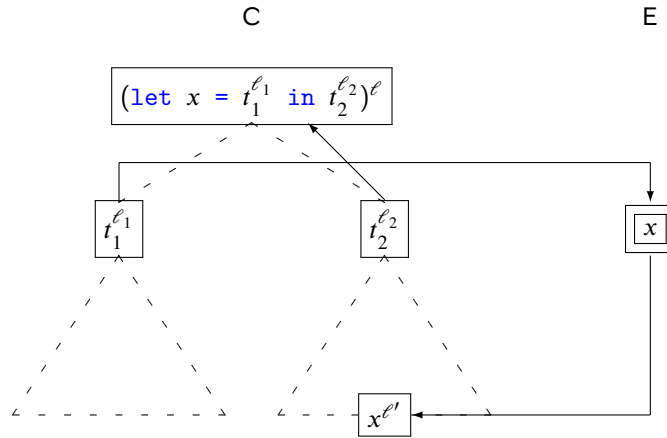 C E
(let x = t₁^ℓ₁ in t₂^ℓ₂)^ℓ
t₁^ℓ₁ t₂^ℓ₂ x
x^ℓ′